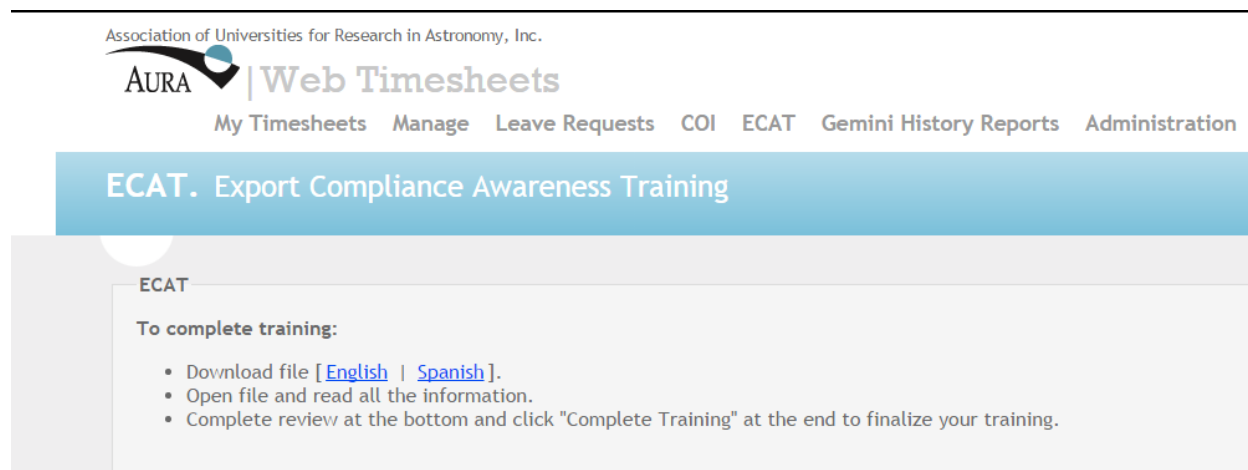 Association of Universities for Research in Astronomy, Inc.
AURA | Web Timesheets
My Timesheets Manage Leave Requests COI ECAT Gemini History Reports Administration
ECAT. Export Compliance Awareness Training
ECAT
To complete training:
• Download file [ English | Spanish ].
• Open file and read all the information.
• Complete review at the bottom and click "Complete Training" at the end to finalize your training.